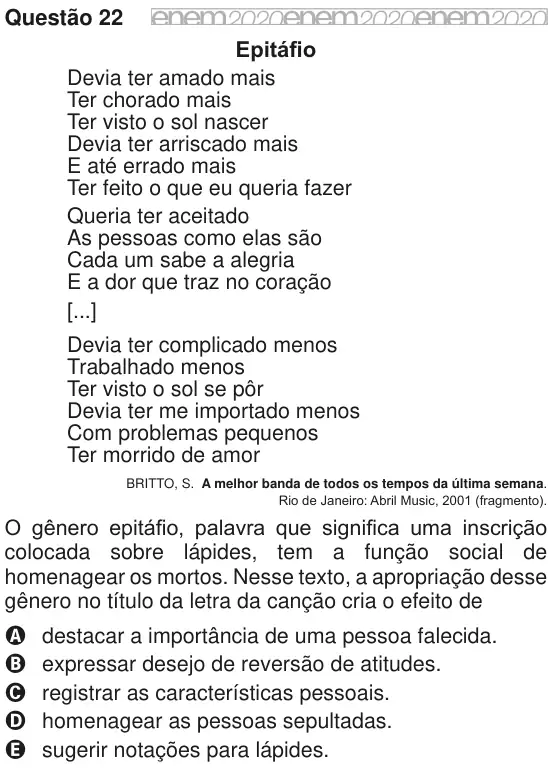 Questão 22 enem2020enem2020enem2020
Epitáfio
Devia ter amado mais
Ter chorado mais
Ter visto o sol nascer
Devia ter arriscado mais
E até errado mais
Ter feito o que eu queria fazer
Queria ter aceitado
As pessoas como elas são
Cada um sabe a alegria
E a dor que traz no coração
[...]
Devia ter complicado menos
Trabalhado menos
Ter visto o sol se pôr
Devia ter me importado menos
Com problemas pequenos
Ter morrido de amor
BRITTO, S. A melhor banda de todos os tempos da última semana.
Rio de Janeiro: Abril Music, 2001 (fragmento).
O gênero epitáfio, palavra que significa uma inscrição
colocada sobre lápides, tem a função social de
homenagear os mortos. Nesse texto, a apropriação desse
gênero no título da letra da canção cria o efeito de
A destacar a importância de uma pessoa falecida.
B expressar desejo de reversão de atitudes.
C registrar as características pessoais.
D homenagear as pessoas sepultadas.
E sugerir notações para lápides.